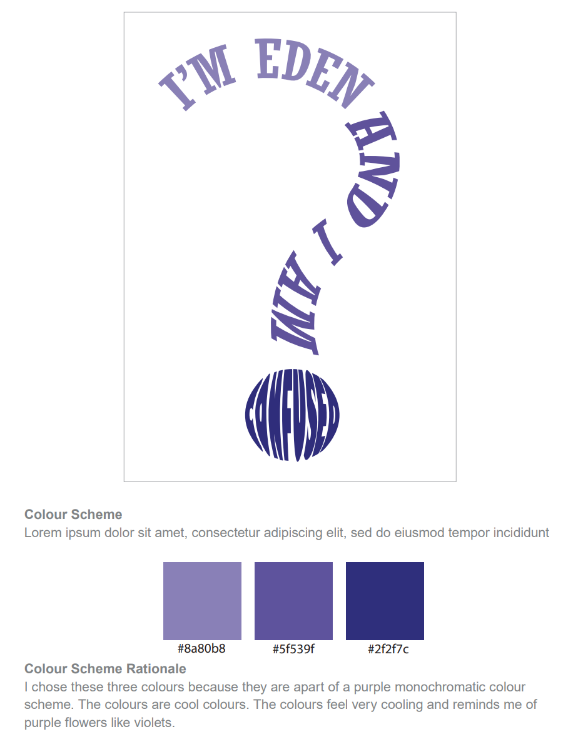 I'M EDEN
AND
I
AM
CONFUSED
Colour Scheme
Lorem ipsum dolor sit amet, consectetur adipiscing elit, sed do eiusmod tempor incididunt
#8a80b8 #5f539f #2f2f7c
Colour Scheme Rationale
I chose these three colours because they are apart of a purple monochromatic colour
scheme. The colours are cool colours. The colours feel very cooling and reminds me of
purple flowers like violets.